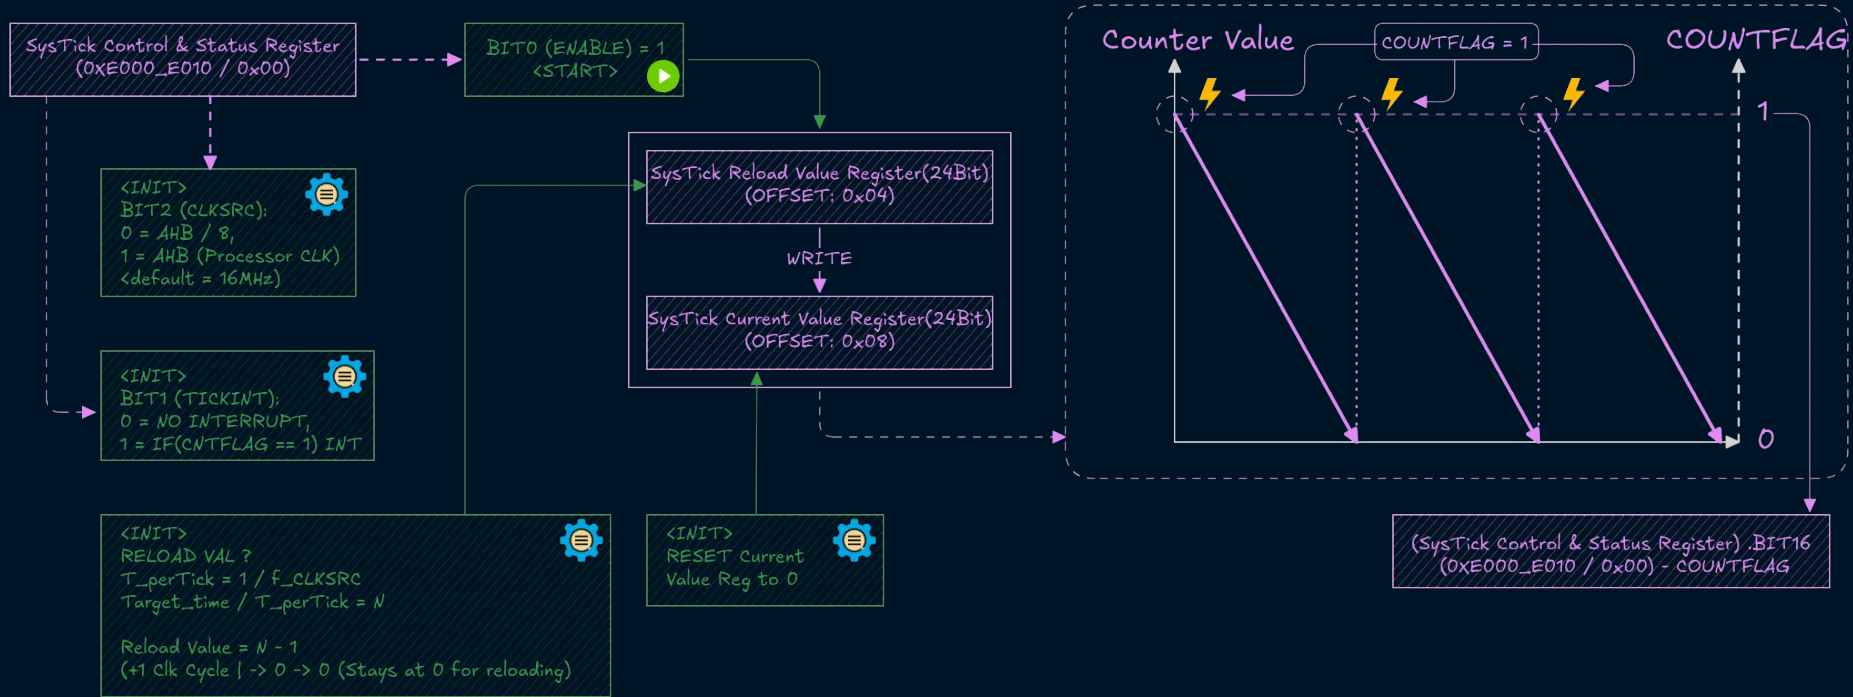 SysTick Control & Status Register
(0XE000_E010 / 0x00)
BIT0 (ENABLE) = 1
<START>
<INIT>
BIT2 (CLKSRC):
0 = AHB / 8,
1 = AHB (Processor CLK)
<default = 16MHz)
<INIT>
BIT1 (TICKINT):
0 = NO INTERRUPT,
1 = IF(CNTFLAG == 1) INT
<INIT>
RELOAD VAL ?
T_perTick = 1 / f_CLKSRC
Target_time / T_perTick = N
Reload Value = N - 1
(+1 Clk Cycle | -> 0 -> 0 (Stays at 0 for reloading)
SysTick Reload Value Register(24Bit)
(OFFSET: 0x04)
WRITE
SysTick Current Value Register(24Bit)
(OFFSET: 0x08)
<INIT>
RESET Current
Value Reg to 0
Counter Value
COUNTFLAG = 1
COUNTFLAG
1
0
(SysTick Control & Status Register) .BIT16
(0XE000_E010 / 0x00) - COUNTFLAG